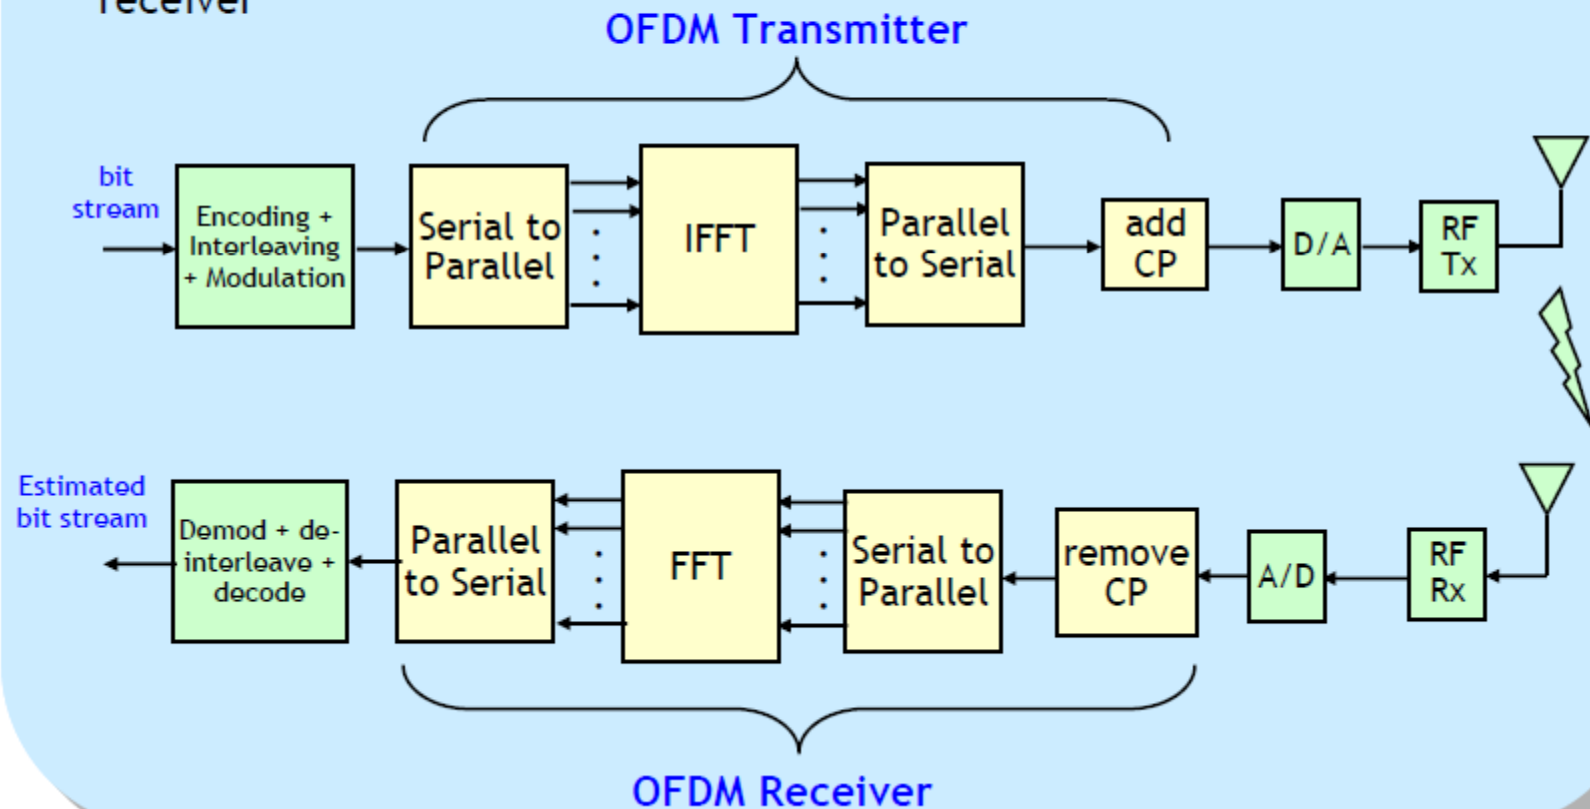 receiver
OFDM Transmitter
bit
stream
Encoding +
Interleaving
+ Modulation
Serial to
Parallel
IFFT
Parallel
to Serial
add
CP
D/A
RF
Tx
Estimated
bit stream
Demod + de-
interleave +
decode
Parallel
to Serial
FFT
Serial to
Parallel
remove
CP
A/D
RF
Rx
OFDM Receiver